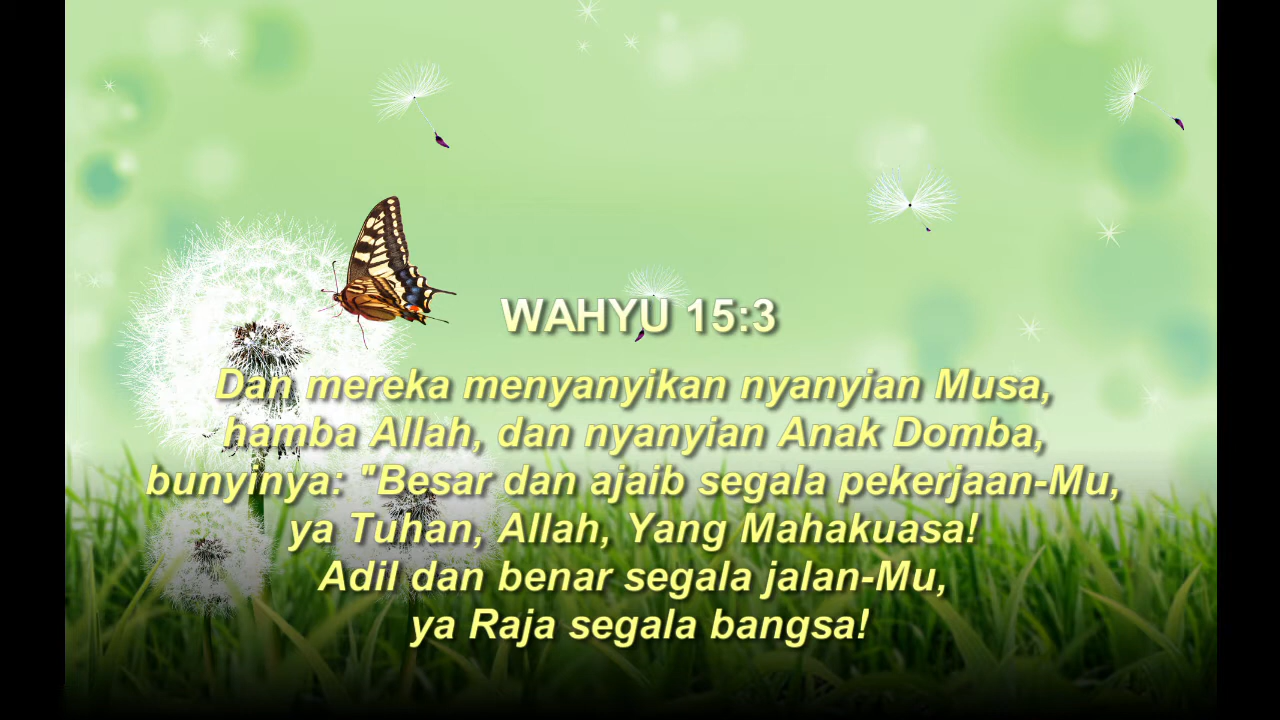 WAHYU 15:3
Dan mereka menyanyikan nyanyian Musa,
hamba Allah, dan nyanyian Anak Domba,
bunyinya: "Besar dan ajaib segala pekerjaan-Mu,
ya Tuhan, Allah, Yang Mahakuasa!
Adil dan benar segala jalan-Mu,
ya Raja segala bangsa!